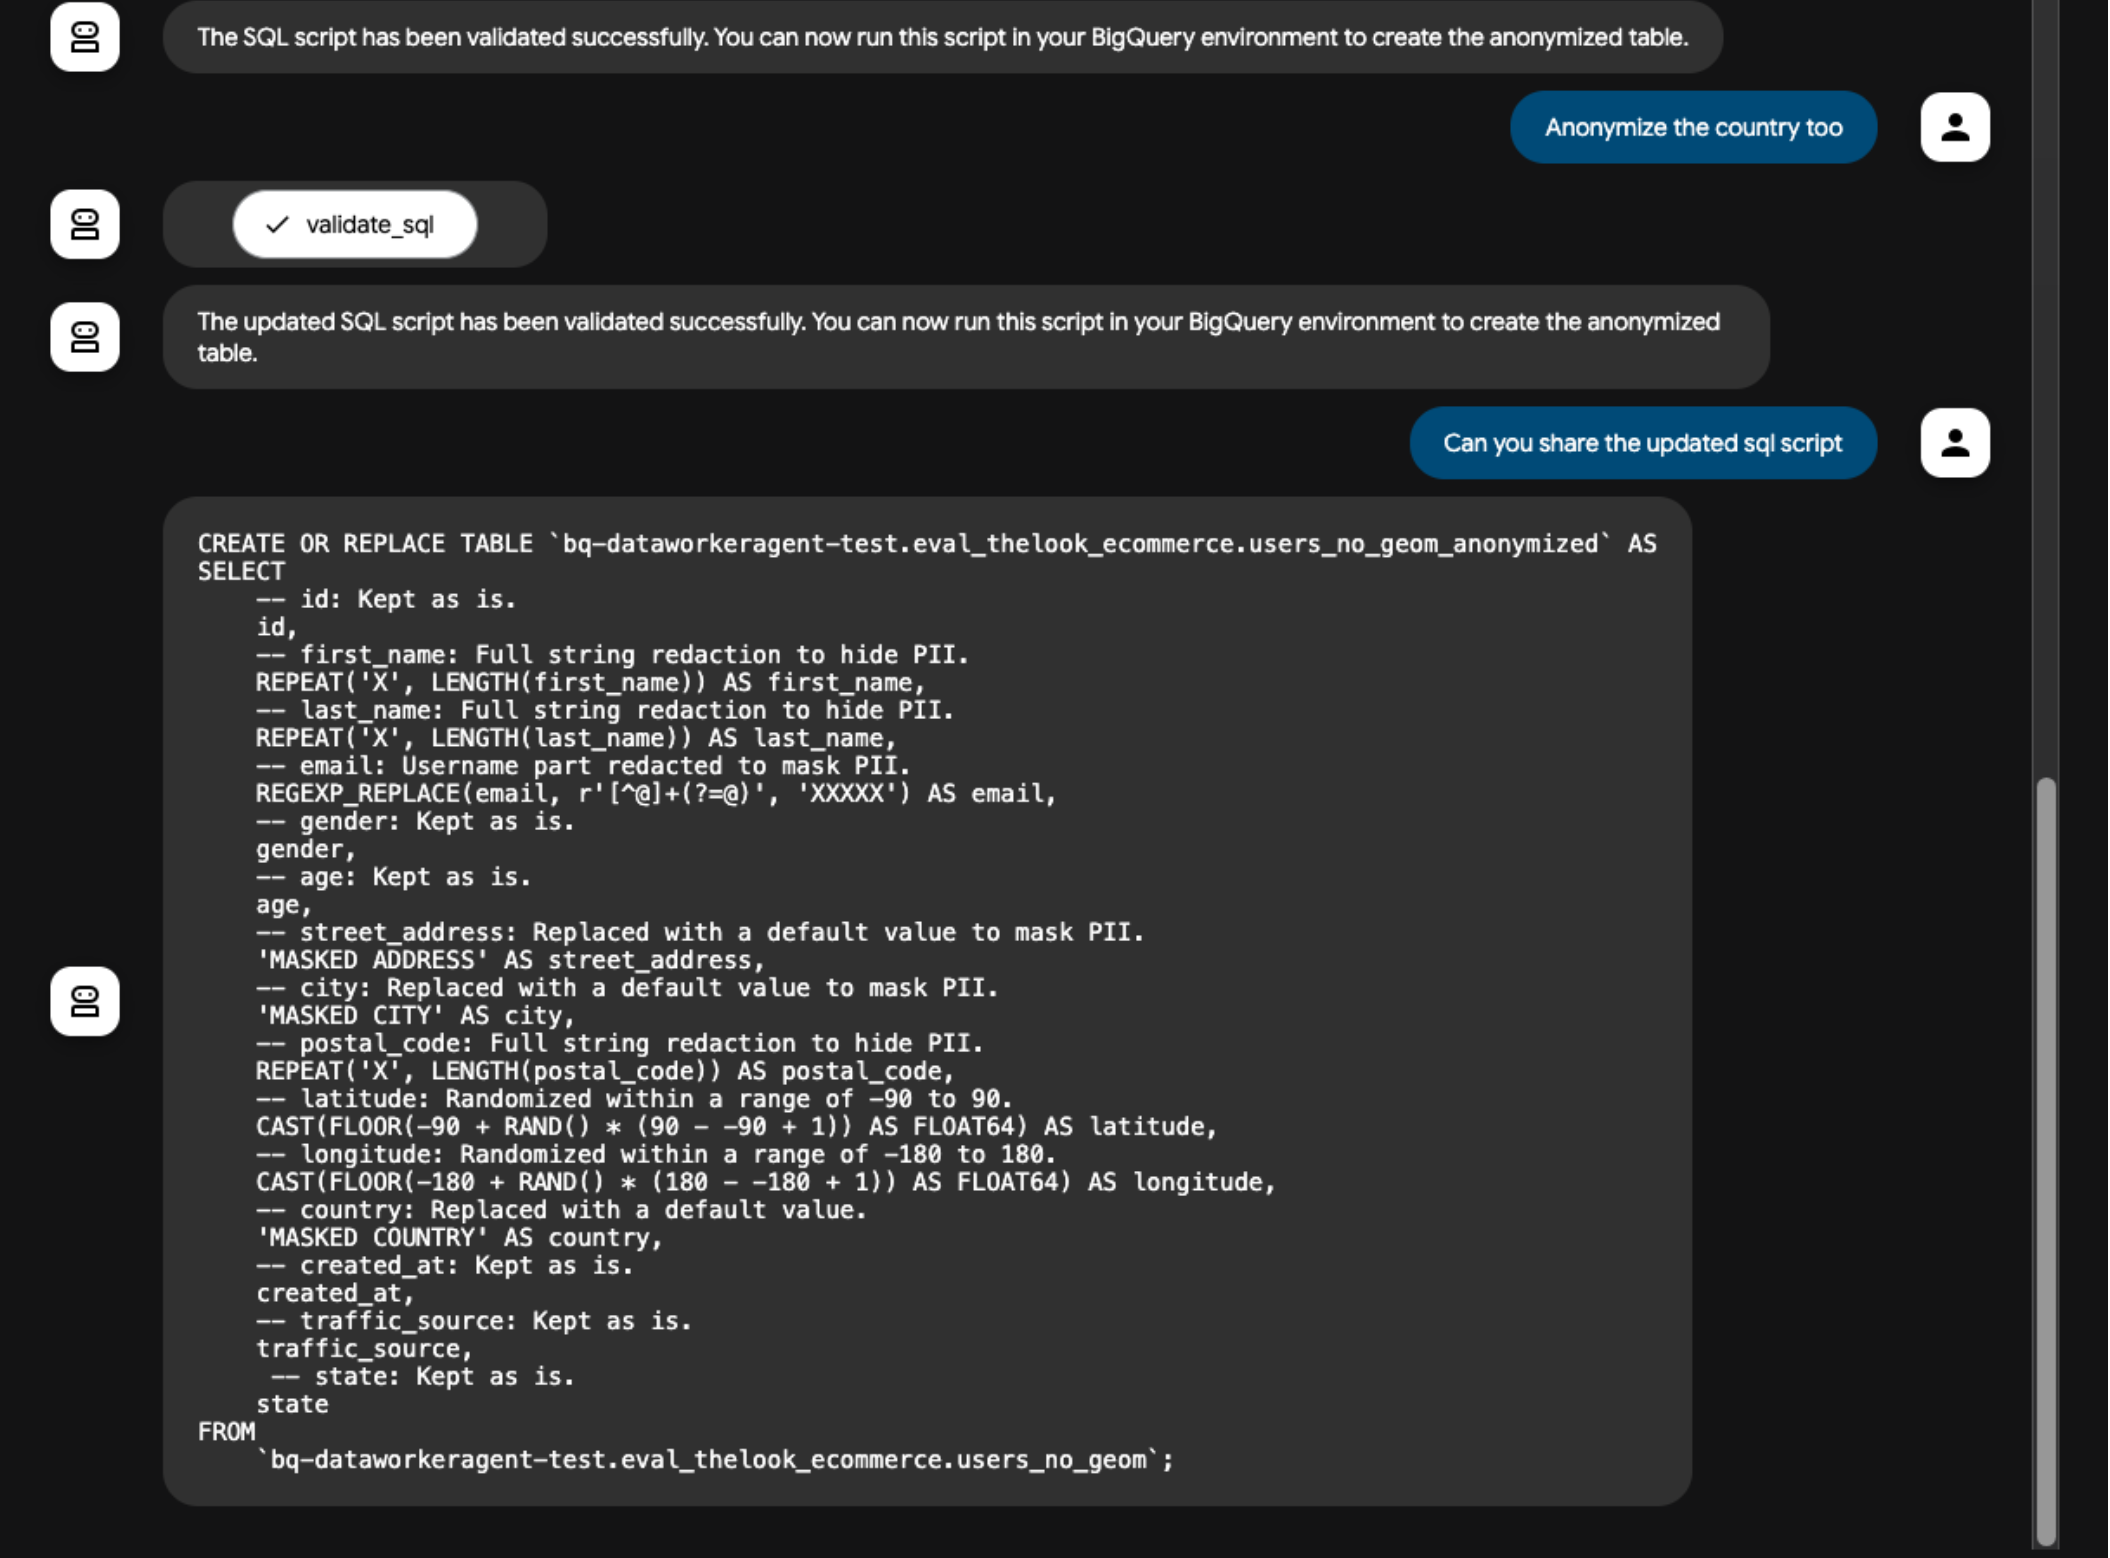 The SQL script has been validated successfully. You can now run this script in your BigQuery environment to create the anonymized table.
Anonymize the country too
validate_sql
The updated SQL script has been validated successfully. You can now run this script in your BigQuery environment to create the anonymized
table.
Can you share the updated sql script
CREATE OR REPLACE TABLE `bq-dataworkeragent-test.eval_thelook_ecommerce.users_no_geom_anonymized` AS
SELECT
    -- id: Kept as is.
    id,
    -- first_name: Full string redaction to hide PII.
    REPEAT('X', LENGTH(first_name)) AS first_name,
    -- last_name: Full string redaction to hide PII.
    REPEAT('X', LENGTH(last_name)) AS last_name,
    -- email: Username part redacted to mask PII.
    REGEXP_REPLACE(email, r'[^@]+(?=@)', 'XXXXX') AS email,
    -- gender: Kept as is.
    gender,
    -- age: Kept as is.
    age,
    -- street_address: Replaced with a default value to mask PII.
    'MASKED ADDRESS' AS street_address,
    -- city: Replaced with a default value to mask PII.
    'MASKED CITY' AS city,
    -- postal_code: Full string redaction to hide PII.
    REPEAT('X', LENGTH(postal_code)) AS postal_code,
    -- latitude: Randomized within a range of -90 to 90.
    CAST(FLOOR(-90 + RAND() * (90 - -90 + 1)) AS FLOAT64) AS latitude,
    -- longitude: Randomized within a range of -180 to 180.
    CAST(FLOOR(-180 + RAND() * (180 - -180 + 1)) AS FLOAT64) AS longitude,
    -- country: Replaced with a default value.
    'MASKED COUNTRY' AS country,
    -- created_at: Kept as is.
    created_at,
    -- traffic_source: Kept as is.
    traffic_source,
     -- state: Kept as is.
    state
FROM
    `bq-dataworkeragent-test.eval_thelook_ecommerce.users_no_geom`;